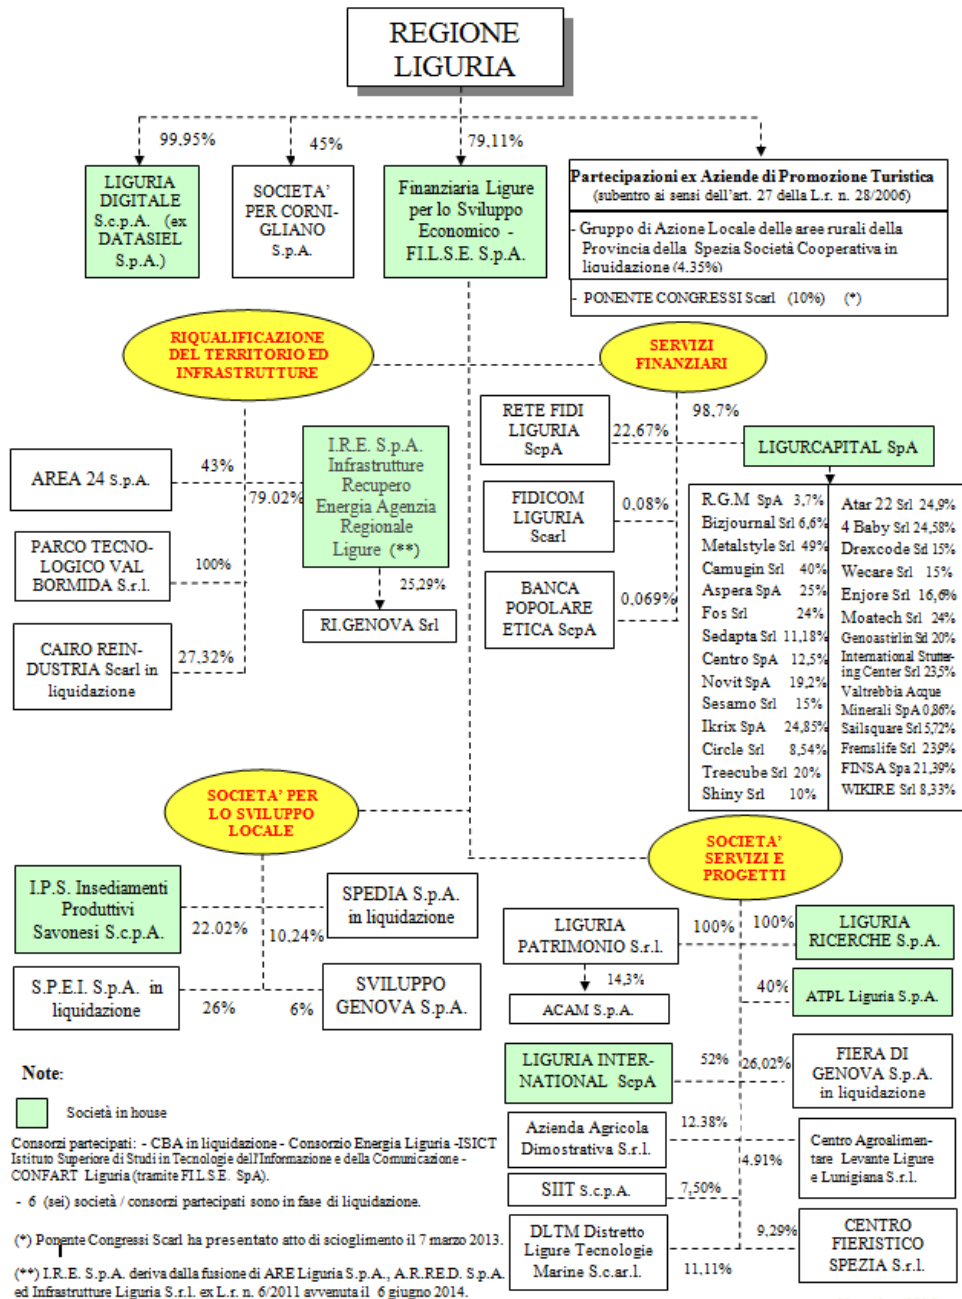 REGIONE
LIGURIA
99,95%
45%
79,11%
LIGURIA
DIGITALE
S.c.p.A. (ex
DATASIEL
S.p.A.)
SOCIETA'
PER CORNI-
GLIANO
S.p.A.
Finanziaria Ligure
per lo Sviluppo
Economico -
FI.L.S.E. S.p.A.
Partecipazioni ex Aziende di Promozione Turistica
(subentro ai sensi dell'art. 27 della L.r. n. 28/2006)
- Gruppo di Azione Locale delle aree rurali della
Provincia della Spezia Società Cooperativa in
liquidazione (4.35%)
- PONENTE CONGRESSI Scarl (10%) (*)
RIQUALIFICAZIONE
DEL TERRITORIO ED
INFRASTRUTTURE
SERVIZI
FINANZIARI
AREA 24 S.p.A.
43%
79.02%
I.R.E. S.p.A.
Infrastrutture
Recupero
Energia Agenzia
Regionale
Ligure (**)
PARCO TECNO-
LOGICO VAL
BORMIDA S.r.l.
100%
25,29%
RI.GENOVA Srl
CAIRO REIN-
DUSTRIA Scarl in
liquidazione
27,32%
RETE FIDI
LIGURIA
ScpA
22,67%
98,7%
LIGURCAPITAL SpA
FIDICOM
LIGURIA
Scarl
0,08%
BANCA
POPOLARE
ETICA ScpA
0,069%
R.G.M SpA 3,7%
Bizjournal Srl 6,6%
Metalstyle Srl 49%
Camugin Srl 40%
Aspera SpA 25%
Fos Srl 24%
Sedapta Srl 11,18%
Centro SpA 12,5%
Novit SpA 19,2%
Sesamo Srl 15%
Ikrix SpA 24,85%
Circle Srl 8,54%
Treecube Srl 20%
Shiny Srl 10%
Atar 22 Srl 24,9%
4 Baby Srl 24,58%
Drexcode Srl 15%
Wecare Srl 15%
Enjore Srl 16,6%
Moatech Srl 24%
Genoastirlin Srl 20%
International Stutter-
ing Center Srl 23,5%
Valtrebbia Acque
Minerali SpA 0,86%
Sailsquare Srl 5,72%
Fremslife Srl 23,9%
FINSA Spa 21,39%
WIKIRE Srl 8,33%
SOCIETA' PER
LO SVILUPPO
LOCALE
I.P.S. Insediamenti
Produttivi
Savonesi S.c.p.A.
22.02%
10,24%
SPEDIA S.p.A.
in liquidazione
S.P.E.I. S.p.A. in
liquidazione
26%
6%
SVILUPPO
GENOVA S.p.A.
SOCIETA'
SERVIZI E
PROGETTI
LIGURIA
PATRIMONIO S.r.l.
100%
100%
LIGURIA
RICERCHE S.p.A.
14,3%
ACAM S.p.A.
40%
ATPL Liguria S.p.A.
LIGURIA INTER-
NATIONAL ScpA
52%
26,02%
FIERA DI
GENOVA S.p.A.
in liquidazione
Azienda Agricola
Dimostrativa S.r.l.
12.38%
4.91%
Centro Agroalimen-
tare Levante Ligure
e Lunigiana S.r.l.
SIIT S.c.p.A.
7,50%
DLTM Distretto
Ligure Tecnologie
Marine S.c.ar.l.
11,11%
9,29%
CENTRO
FIERISTICO
SPEZIA S.r.l.
Note:
Società in house
Consorzi partecipati: - CBA in liquidazione - Consorzio Energia Liguria -ISICT
Istituto Superiore di Studi in Tecnologie dell'Informazione e della Comunicazione -
CONFART Liguria (tramite FI.L.S.E. SpA).
- 6 (sei) società / consorzi partecipati sono in fase di liquidazione.
(*) Ponente Congressi Scarl ha presentato atto di scioglimento il 7 marzo 2013.
(**) I.R.E. S.p.A. deriva dalla fusione di ARE Liguria S.p.A., A.R.RE.D. S.p.A.
ed Infrastrutture Liguria S.r.l. ex L.r. n. 6/2011 avvenuta il 6 giugno 2014.